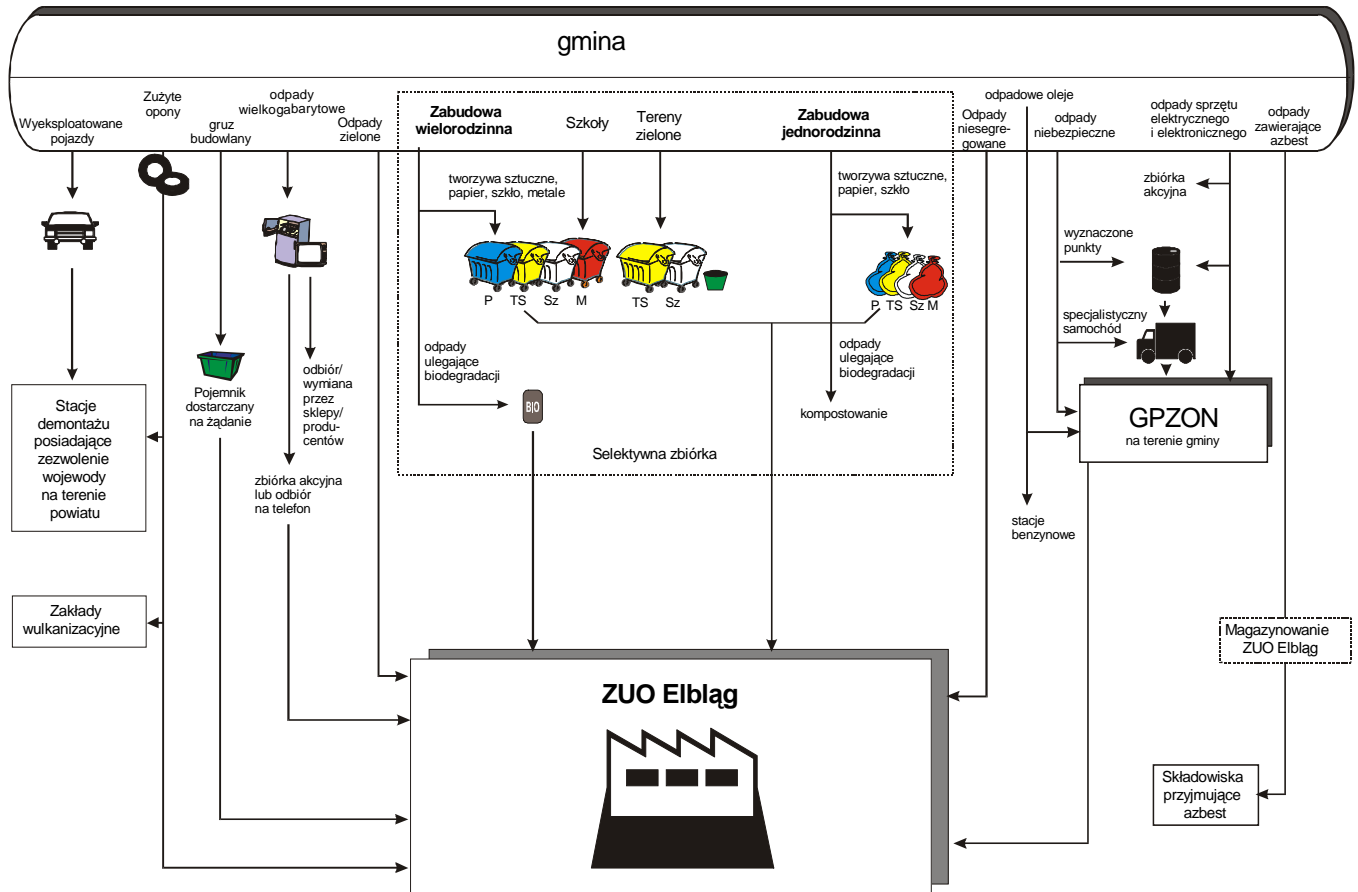 gmina
Wyeksploatowane
pojazdy
Zużyte
opony
gruz
budowlany
odpady
wielkogabarytowe
Odpady
zielone
Zabudowa
wielorodzinna
Szkoły
Tereny
zielone
Zabudowa
jednorodzinna
Odpady
niesegre-
gowane
odpadowe oleje
odpady
niebezpieczne
odpady sprzętu
elektrycznego
i elektronicznego
odpady
zawierające
azbest
tworzywa sztuczne,
papier, szkło, metale
tworzywa sztuczne,
papier, szkło
zbiórka
akcyjna
wyznaczone
punkty
P TS Sz M
TS Sz
P TS Sz M
specjalistyczny
samochód
odpady
ulegające
biodegradacji
odpady
ulegające
biodegradacji
BIO
kompostowanie
Selektywna zbiórka
Pojemnik
dostarczany
na żądanie
odbiór/
wymiana
przez
sklepy/
produ-
centów
zbiórka akcyjna
lub odbiór
na telefon
Stacje
demontażu
posiadające
zezwolenie
wojewody
na terenie
powiatu
GPZON
na terenie gminy
stacje
benzynowe
Zakłady
wulkanizacyjne
Magazynowanie
ZUO Elbląg
ZUO Elbląg
Składowiska
przyjmujące
azbest